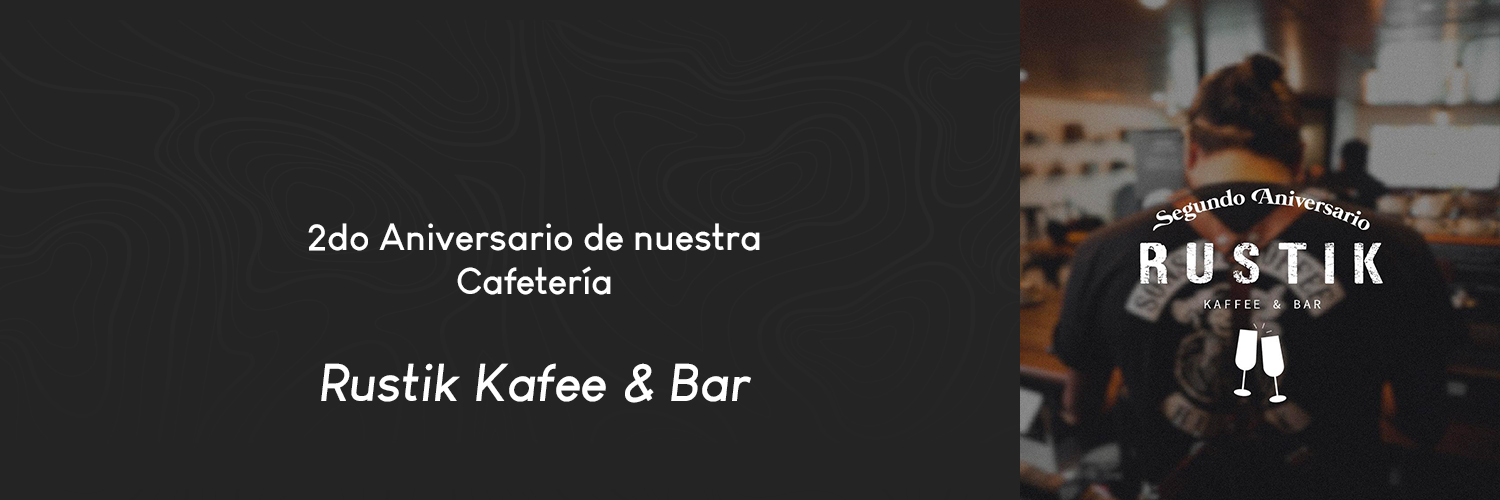 2do Aniversario de nuestra
Cafetería
Rustik Kafee & Bar
Segundo Aniversario
RUSTIK
KAFFEE & BAR